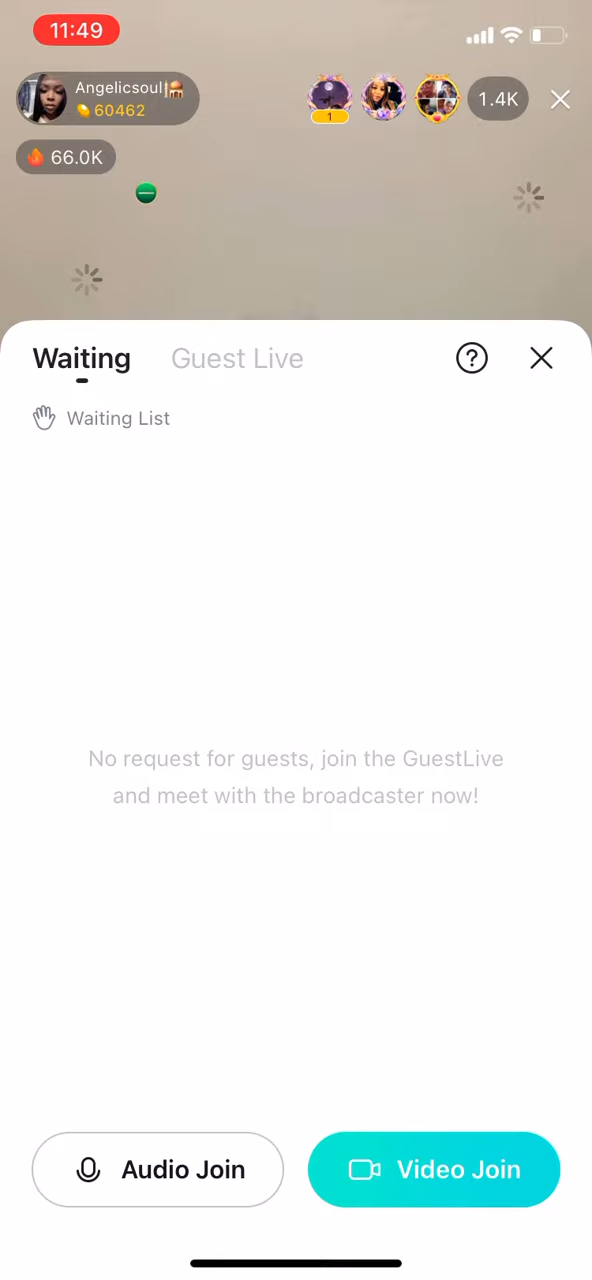 11:49
Angelicsoul
60462
1
1.4K
66.0K
Waiting
Guest Live
Waiting List
No request for guests, join the GuestLive
and meet with the broadcaster now!
Audio Join
Video Join